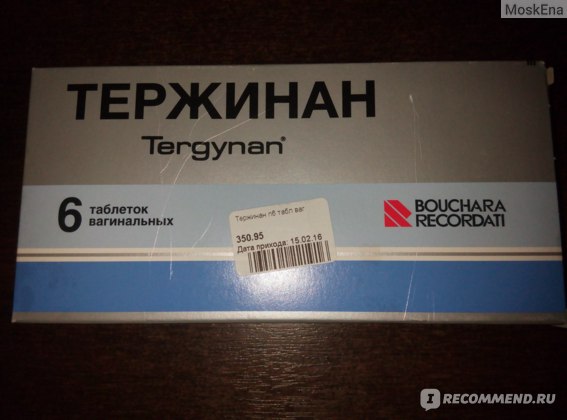 MoskEna
ТЕРЖИНАН
Tergynan®
6 таблеток
вагинальных
BOUCHARA
RECORDATI
Тержинан n6 табл ваг
350.95
Дата прихода: 15.02.16
I RECOMMEND.RU